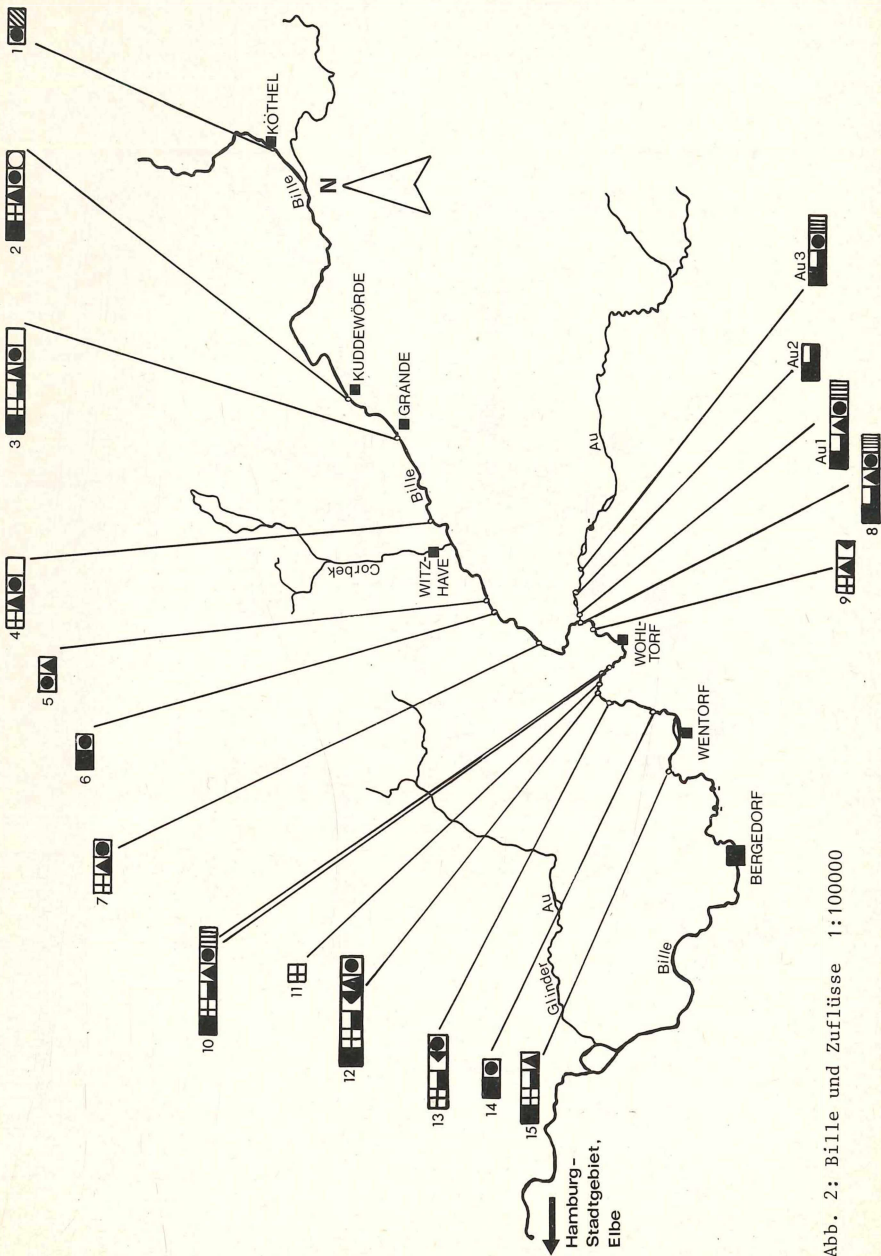 1
2
3
4
5
6
7
10
11
12
13
14
15
KÖTHEL
Bille
N
KUDDEWÖRDE
GRANDE
Bille
Corbek
WITZ-
HAVE
Au
Au3
Au2
Au1
8
9
WOHL-
TORF
WENTORF
BERGEDORF
Bille
Glinder
Au
Hamburg-
Stadtgebiet,
Elbe
Abb. 2: Bille und Zuflüsse 1:100000